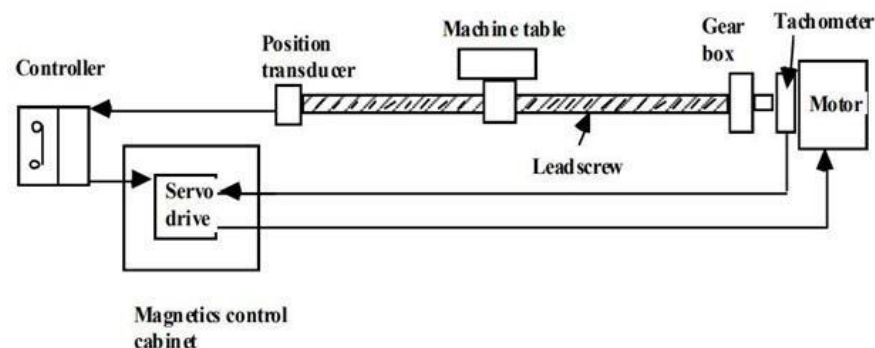 Controller
Position
transducer
Machine table
Gear
box
Tachometer
Motor
Leadscrew
Servo
drive
Magnetics control
cabinet